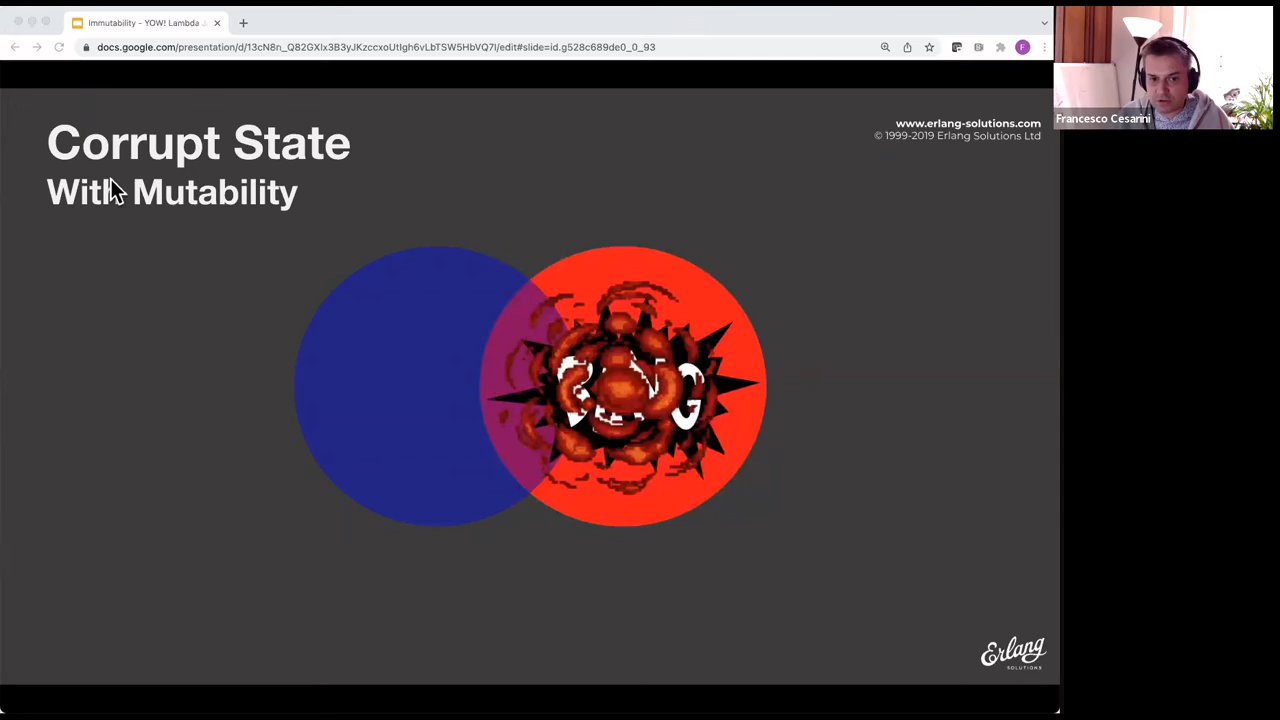 Immutability - YOW! Lambda
docs.google.com/presentation/d/13cN8n_Q82GXIx3B3yJKzccxoUtIgh6vLbTSW5HbVQ7I/edit#slide=id.g528c689de0_0_93
F
Francesco Cesarini
www.erlang-solutions.com
© 1999-2019 Erlang Solutions Ltd
Corrupt State
With Mutability
Erlang
SOLUTIONS